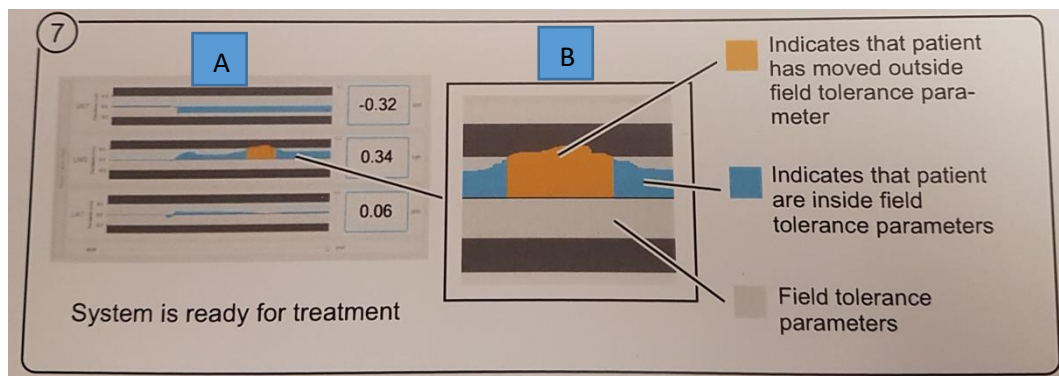 7
A
B
-0.32
0.34
0.06
System is ready for treatment
Indicates that patient
has moved outside
field tolerance para-
meter
Indicates that patient
are inside field
tolerance parameters
Field tolerance
parameters